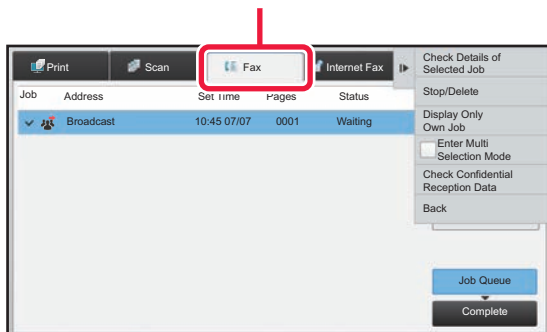 Print
Scan
Fax
Internet Fax
Check Details of
Selected Job
Job
Address
Set Time
Pages
Status
Stop/Delete
Broadcast
10:45 07/07
0001
Waiting
Display Only
Own Job
Enter Multi
Selection Mode
Check Confidential
Reception Data
Back
Job Queue
Complete